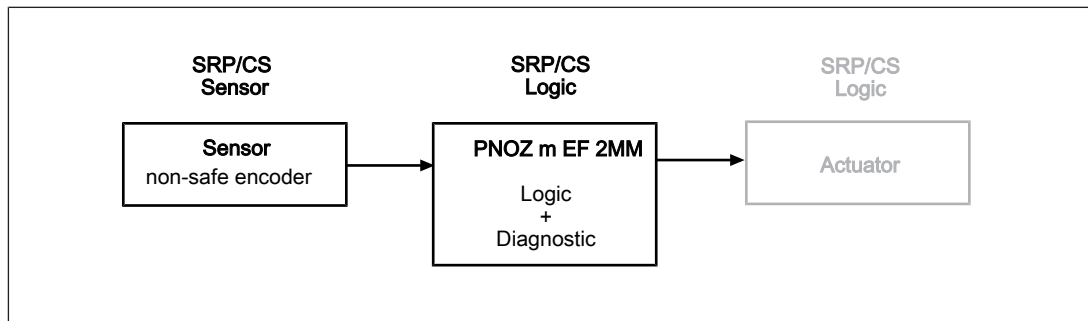 SRP/CS
Sensor
SRP/CS
Logic
SRP/CS
Logic
Sensor
non-safe encoder
PNOZ m EF 2MM
Logic
+
Diagnostic
Actuator